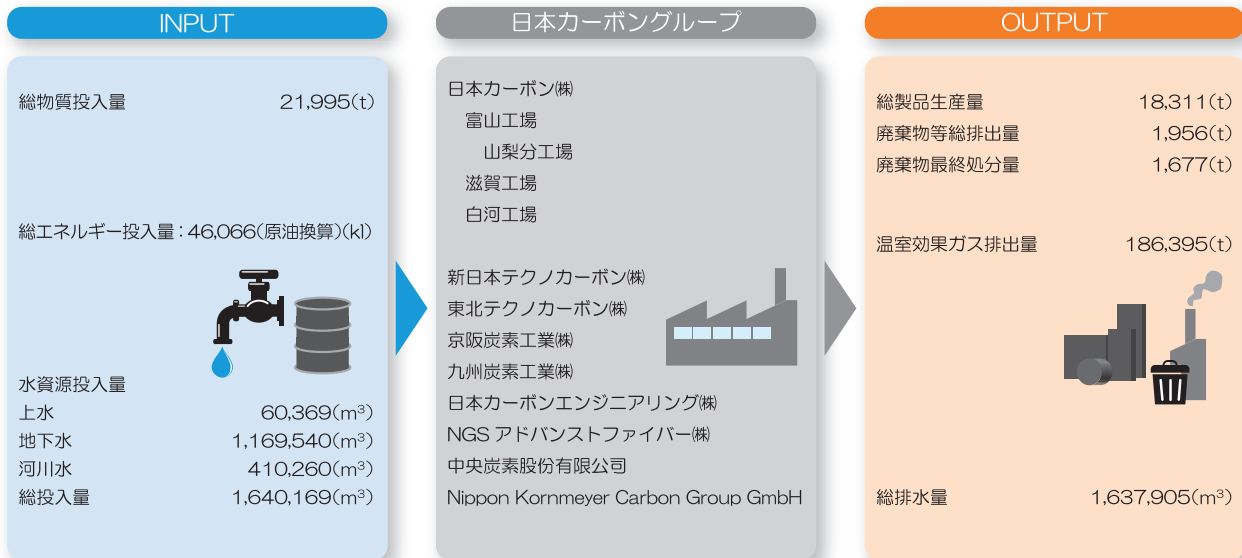 INPUT
総物質投入量 21,995(t)
総エネルギー投入量:46,066(原油換算)(kl)
水資源投入量
上水 60,369(m³)
地下水 1,169,540(m³)
河川水 410,260(m³)
総投入量 1,640,169(m³)
日本カーボングループ
日本カーボン㈱
富山工場
山梨分工場
滋賀工場
白河工場
新日本テクノカーボン㈱
東北テクノカーボン㈱
京阪炭素工業㈱
九州炭素工業㈱
日本カーボンエンジニアリング㈱
NGS アドバンストファイバー㈱
中央炭素股份有限公司
Nippon Kornmeyer Carbon Group GmbH
OUTPUT
総製品生産量 18,311(t)
廃棄物等総排出量 1,956(t)
廃棄物最終処分量 1,677(t)
温室効果ガス排出量 186,395(t)
総排水量 1,637,905(m³)